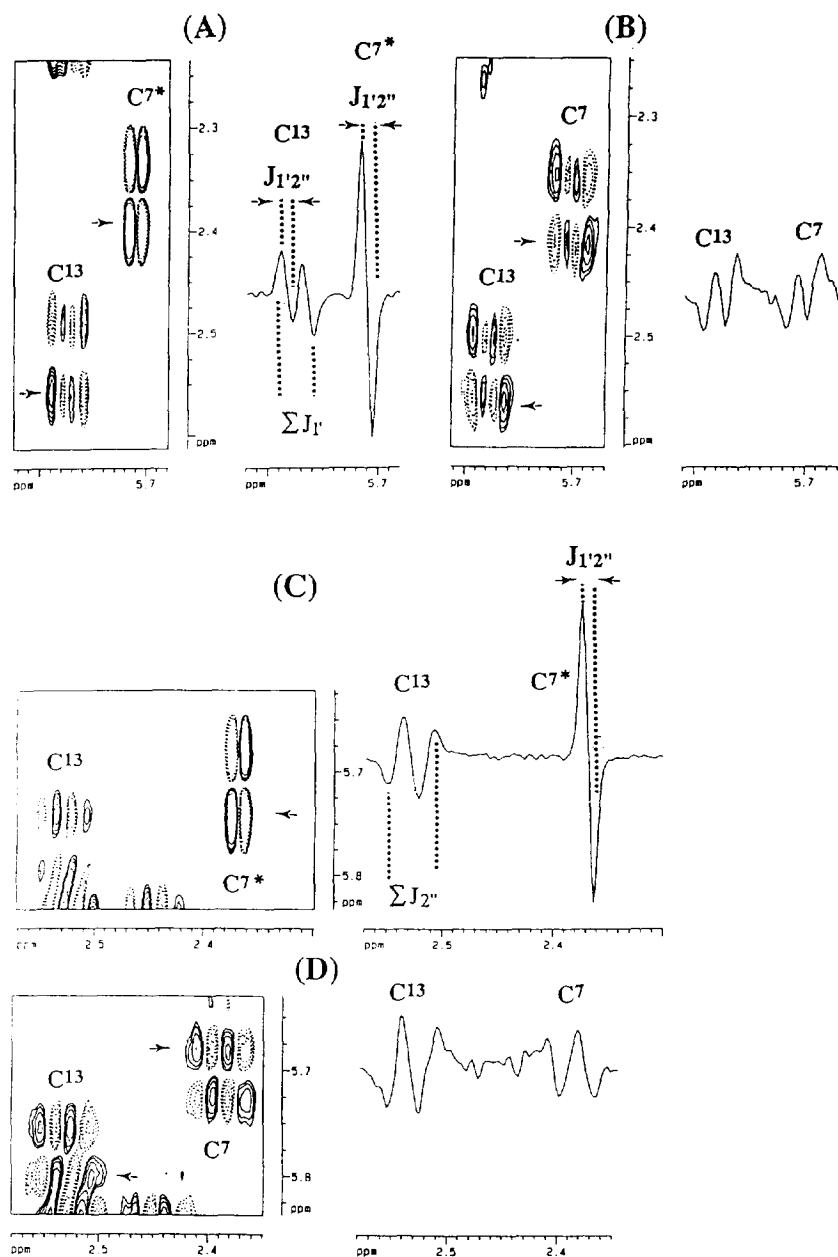 (A)
C7*
2.3
2.4
2.5
C13
ppm
ppm
5.7
C7*
J1'2"
C13
J1'2"
ΣJ1'
ppm
5.7
(B)
C7
2.3
2.4
2.5
C13
ppm
ppm
5.7
C13
C7
ppm
5.7
(C)
C13
5.7
C7*
5.8
ppm
ppm
2.5
2.4
J1'2"
C13
C7*
ΣJ2"
ppm
2.5
2.4
(D)
C13
5.7
C7
5.8
ppm
ppm
2.5
2.4
C13
C7
ppm
2.5
2.4